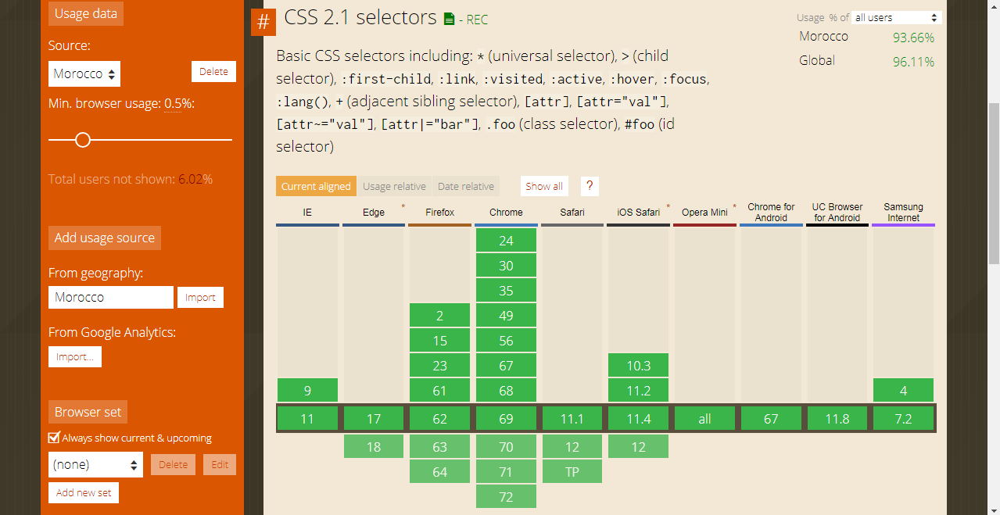 Usage data
Source:
Morocco
Delete
Min. browser usage: 0.5%:
Total users not shown: 6.02%
Add usage source
From geography:
Morocco
Import
From Google Analytics:
Import...
Browser set
Always show current & upcoming
(none)
Delete
Edit
Add new set
# CSS 2.1 selectors - REC
Usage % of all users
Morocco 93.66%
Global 96.11%
Basic CSS selectors including: * (universal selector), > (child
selector), :first-child, :link, :visited, :active, :hover, :focus,
:lang(), + (adjacent sibling selector), [attr], [attr="val"],
[attr~="val"], [attr|="bar"], .foo (class selector), #foo (id
selector)
Current aligned Usage relative Date relative Show all ?
IE Edge * Firefox Chrome Safari iOS Safari * Opera Mini * Chrome for Android UC Browser for Android Samsung Internet
24
30
35
2 49
15 56
23 67 10.3
9 61 68 11.2 4
11 17 62 69 11.1 11.4 all 67 11.8 7.2
18 63 70 12 12
64 71 TP
72